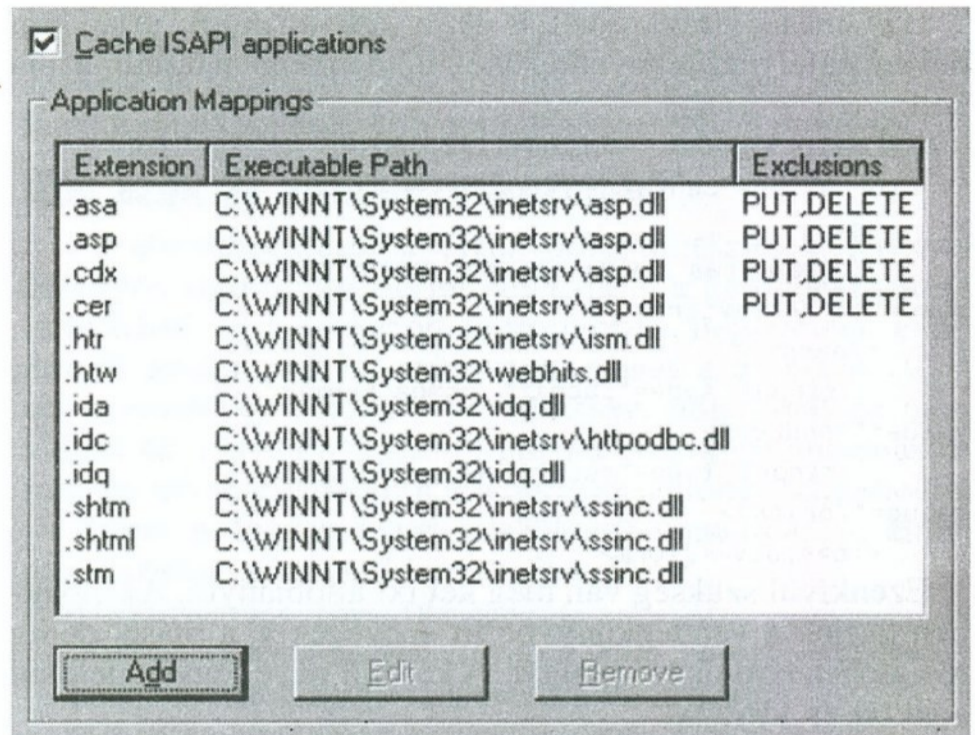 Cache ISAPI applications
Application Mappings
Extension Executable Path Exclusions
.asa C:\WINNT\System32\inetsrv\asp.dll PUT,DELETE
.asp C:\WINNT\System32\inetsrv\asp.dll PUT,DELETE
.cdx C:\WINNT\System32\inetsrv\asp.dll PUT,DELETE
.cer C:\WINNT\System32\inetsrv\asp.dll PUT,DELETE
.htr C:\WINNT\System32\inetsrv\ism.dll
.htw C:\WINNT\System32\webhits.dll
.ida C:\WINNT\System32\idq.dll
.idc C:\WINNT\System32\inetsrv\httpodbc.dll
.idq C:\WINNT\System32\idq.dll
.shtm C:\WINNT\System32\inetsrv\ssinc.dll
.shtml C:\WINNT\System32\inetsrv\ssinc.dll
.stm C:\WINNT\System32\inetsrv\ssinc.dll
Add Edit Remove